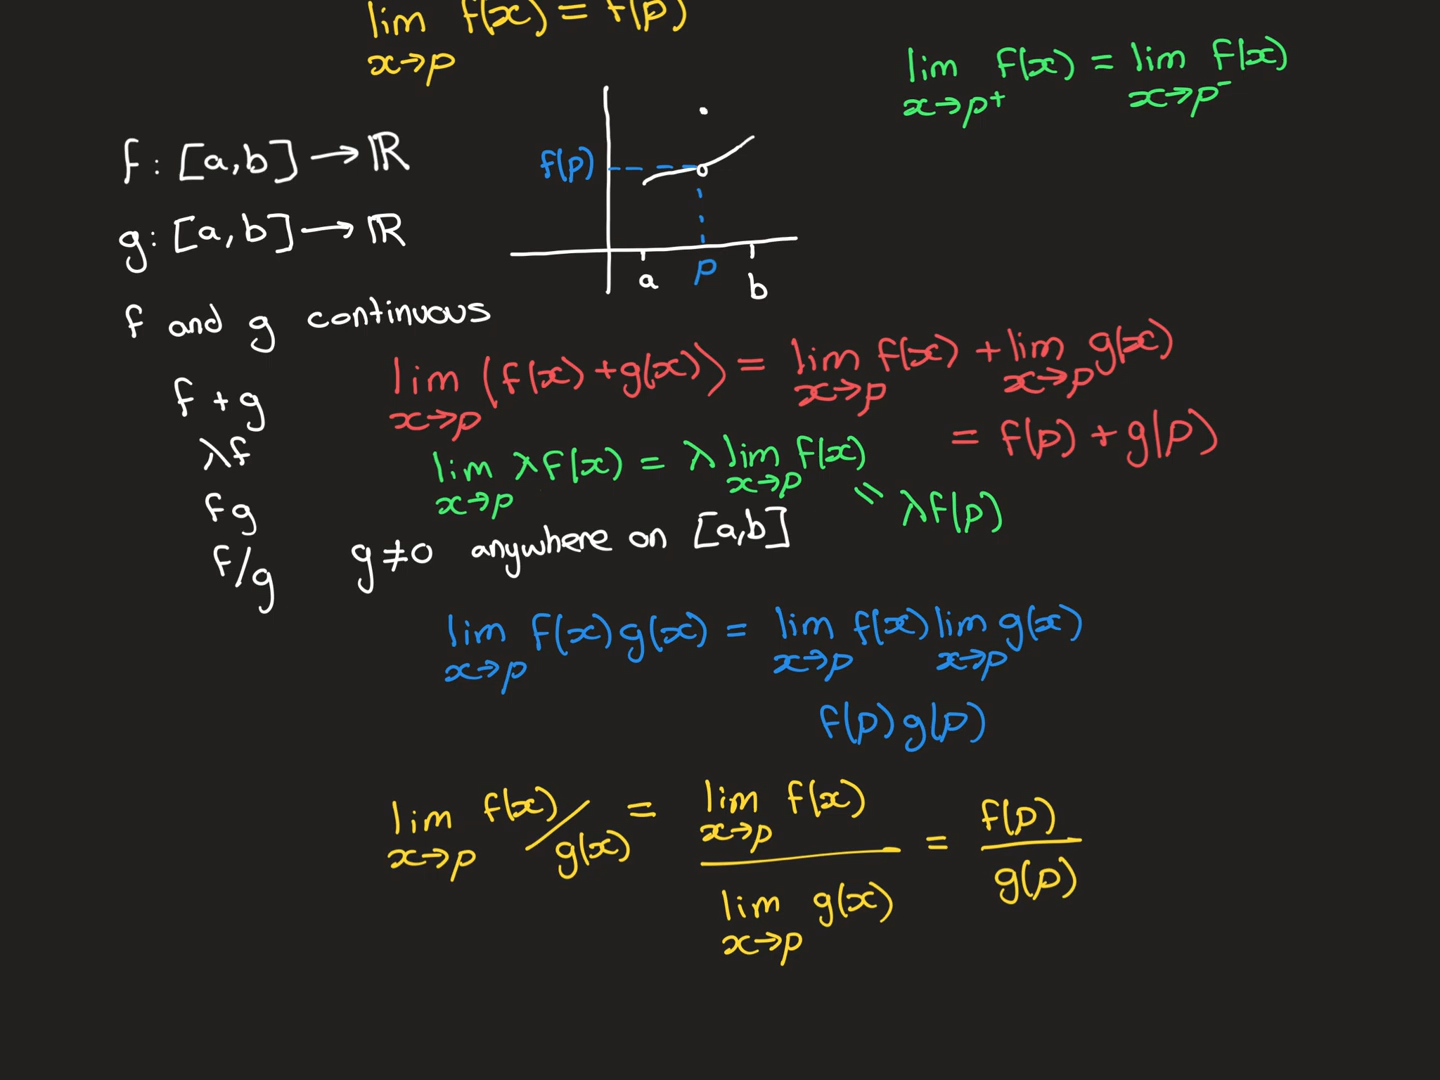 lim f(x) = f(p)
x→p
lim f(x) = lim f(x)
x→p⁺ x→p⁻
f : [a,b] → ℝ
g : [a,b] → ℝ
f(p)
a p b
f and g continuous
lim (f(x) + g(x)) = lim f(x) + lim g(x)
x→p x→p x→p
= f(p) + g(p)
f + g
λf
lim λf(x) = λ lim f(x)
x→p x→p
= λf(p)
fg
f/g g≠0 anywhere on [a,b]
lim f(x) g(x) = lim f(x) lim g(x)
x→p x→p x→p
f(p) g(p)
lim f(x)/g(x) = lim f(x) = f(p)
x→p x→p
lim g(x) g(p)
x→p